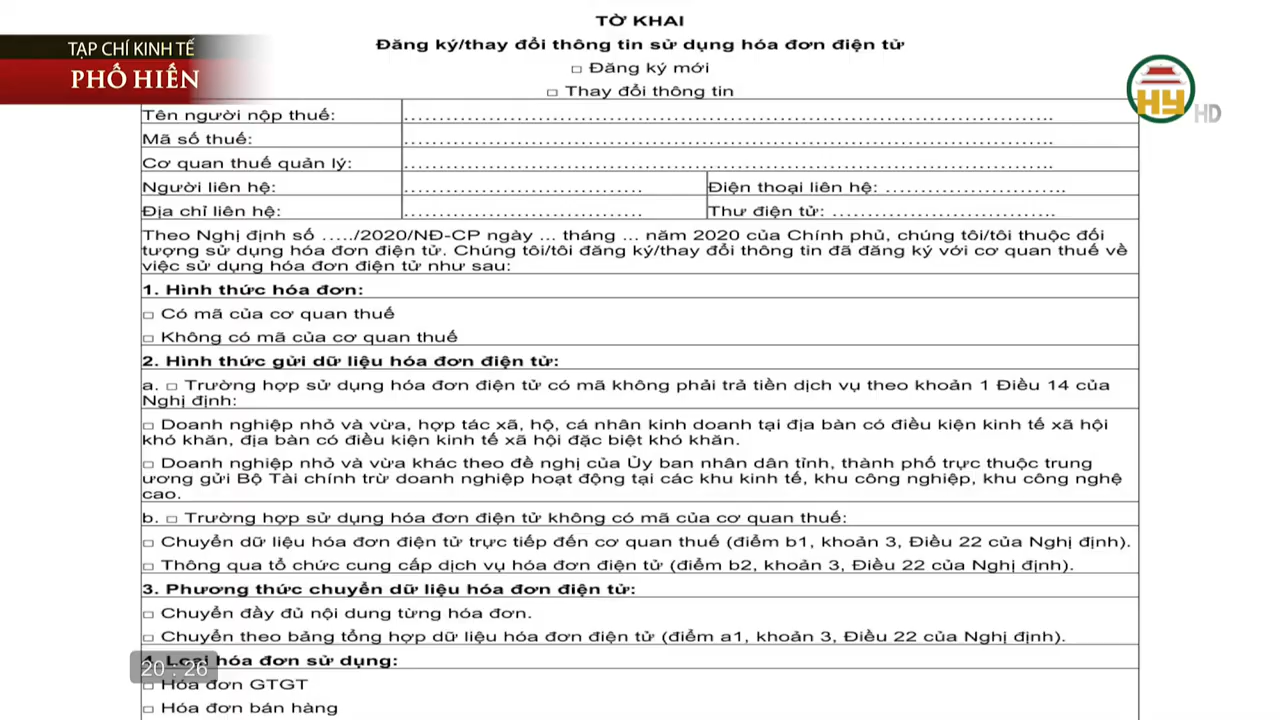 TỜ KHAI
Đăng ký/thay đổi thông tin sử dụng hóa đơn điện tử
TẠP CHÍ KINH TẾ
PHỐ HIẾN
□ Đăng ký mới
□ Thay đổi thông tin
HY HD
Tên người nộp thuế: ……………………………………………………………………..
Mã số thuế: ……………………………………………………………………..
Cơ quan thuế quản lý: ……………………………………………………………………..
Người liên hệ: ……………………… Điện thoại liên hệ: ……………………..
Địa chỉ liên hệ: ……………………… Thư điện tử: ……………………..
Theo Nghị định số …../2020/NĐ-CP ngày ... tháng ... năm 2020 của Chính phủ, chúng tôi/tôi thuộc đối
tượng sử dụng hóa đơn điện tử. Chúng tôi/tôi đăng ký/thay đổi thông tin đã đăng ký với cơ quan thuế về
việc sử dụng hóa đơn điện tử như sau:
1. Hình thức hóa đơn:
□ Có mã của cơ quan thuế
□ Không có mã của cơ quan thuế
2. Hình thức gửi dữ liệu hóa đơn điện tử:
a. □ Trường hợp sử dụng hóa đơn điện tử có mã không phải trả tiền dịch vụ theo khoản 1 Điều 14 của
Nghị định:
□ Doanh nghiệp nhỏ và vừa, hợp tác xã, hộ, cá nhân kinh doanh tại địa bàn có điều kiện kinh tế xã hội
khó khăn, địa bàn có điều kiện kinh tế xã hội đặc biệt khó khăn.
□ Doanh nghiệp nhỏ và vừa khác theo đề nghị của Ủy ban nhân dân tỉnh, thành phố trực thuộc trung
ương gửi Bộ Tài chính trừ doanh nghiệp hoạt động tại các khu kinh tế, khu công nghiệp, khu công nghệ
cao.
b. □ Trường hợp sử dụng hóa đơn điện tử không có mã của cơ quan thuế:
□ Chuyển dữ liệu hóa đơn điện tử trực tiếp đến cơ quan thuế (điểm b1, khoản 3, Điều 22 của Nghị định).
□ Thông qua tổ chức cung cấp dịch vụ hóa đơn điện tử (điểm b2, khoản 3, Điều 22 của Nghị định).
3. Phương thức chuyển dữ liệu hóa đơn điện tử:
□ Chuyển đầy đủ nội dung từng hóa đơn.
□ Chuyển theo bảng tổng hợp dữ liệu hóa đơn điện tử (điểm a1, khoản 3, Điều 22 của Nghị định).
4. Loại hóa đơn sử dụng:
20 : 26
□ Hóa đơn GTGT
□ Hóa đơn bán hàng